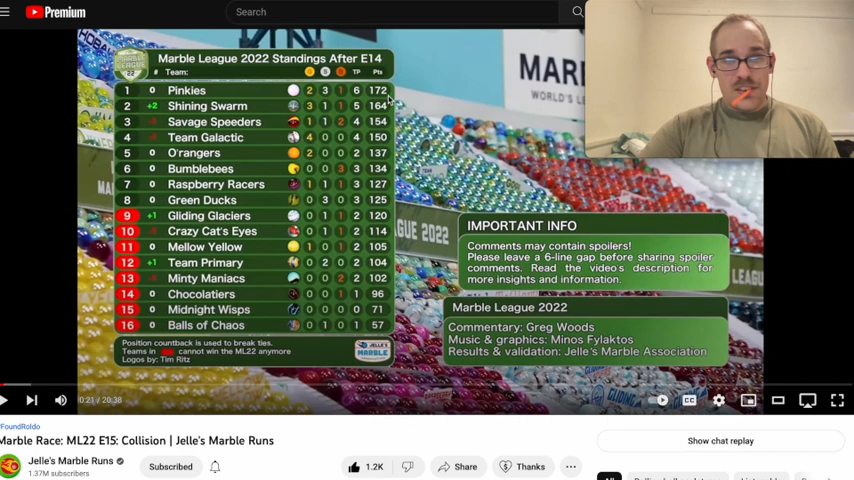 Premium
Search
Marble League 2022 Standings After E14
# Team: G S B TP Pts
1 0 Pinkies 2 3 1 6 172
2 +2 Shining Swarm 3 1 1 5 164
3 Savage Speeders 1 1 2 4 154
4 Team Galactic 4 0 0 4 150
5 0 O'rangers 2 0 0 2 137
6 0 Bumblebees 0 0 3 3 134
7 0 Raspberry Racers 1 1 1 3 127
8 0 Green Ducks 0 3 0 3 125
9 +1 Gliding Glaciers 0 1 1 2 120
10 Crazy Cat's Eyes 0 1 1 2 114
11 0 Mellow Yellow 1 0 1 2 105
12 +1 Team Primary 0 2 0 2 104
13 Minty Maniacs 0 0 2 2 102
14 0 Chocolatiers 0 0 1 1 96
15 0 Midnight Wisps 0 0 0 0 71
16 0 Balls of Chaos 0 1 0 1 57
Position countback is used to break ties.
Teams in cannot win the ML22 anymore
Logos by: Tim Ritz
JELLE'S
MARBLE
MAR
WORLD'S L
LEAGUE 2022
IMPORTANT INFO
Comments may contain spoilers!
Please leave a 6-line gap before sharing spoiler
comments. Read the video's description for
more insights and information.
LEAG
Marble League 2022
Commentary: Greg Woods
Music & graphics: Minos Fylaktos
Results & validation: Jelle's Marble Association
0:21 / 20:38
CC
FoundRoldo
Marble Race: ML22 E15: Collision | Jelle's Marble Runs
Show chat replay
Jelle's Marble Runs
1.37M subscribers
Subscribed
1.2K
Share
Thanks
All